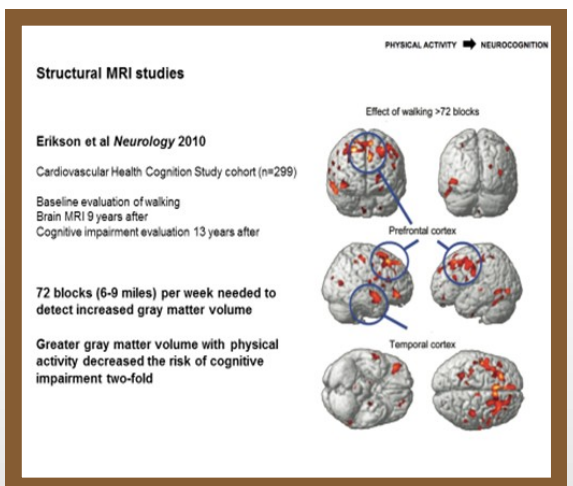 PHYSICAL ACTIVITY ➡ NEUROCOGNITION
Structural MRI studies
Effect of walking >72 blocks
Erikson et al Neurology 2010
Cardiovascular Health Cognition Study cohort (n=299)
Baseline evaluation of walking
Brain MRI 9 years after
Cognitive impairment evaluation 13 years after
Prefrontal cortex
72 blocks (6-9 miles) per week needed to
detect increased gray matter volume
Greater gray matter volume with physical
activity decreased the risk of cognitive
impairment two-fold
Temporal cortex